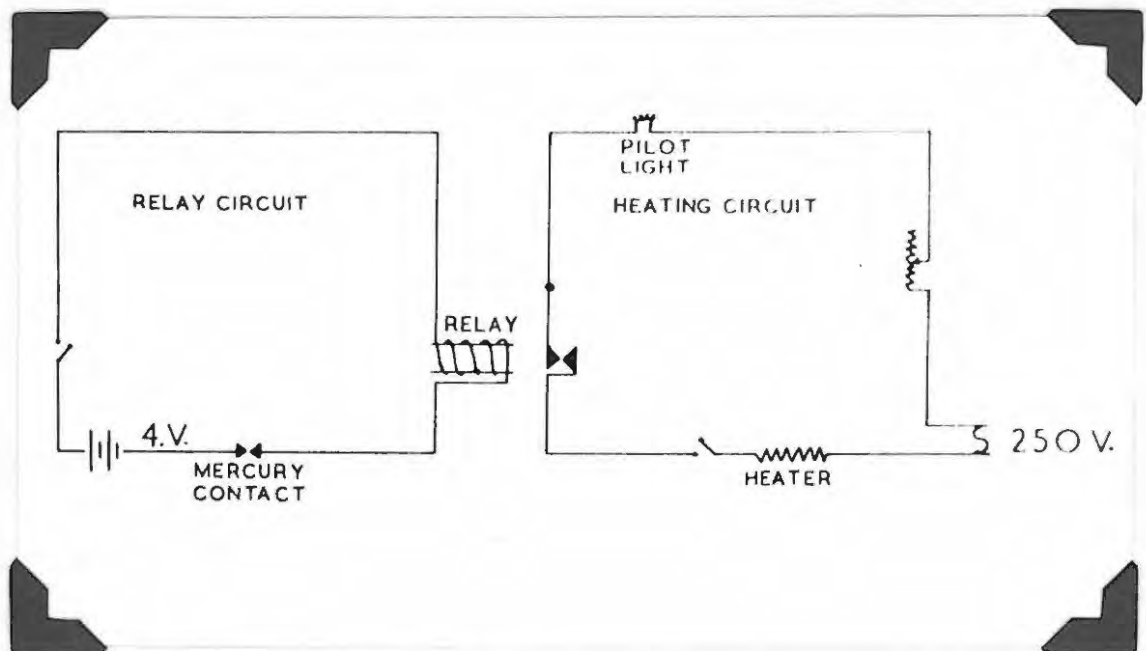 PILOT
LIGHT
RELAY CIRCUIT
HEATING CIRCUIT
RELAY
4.V.
250 V.
MERCURY
CONTACT
HEATER